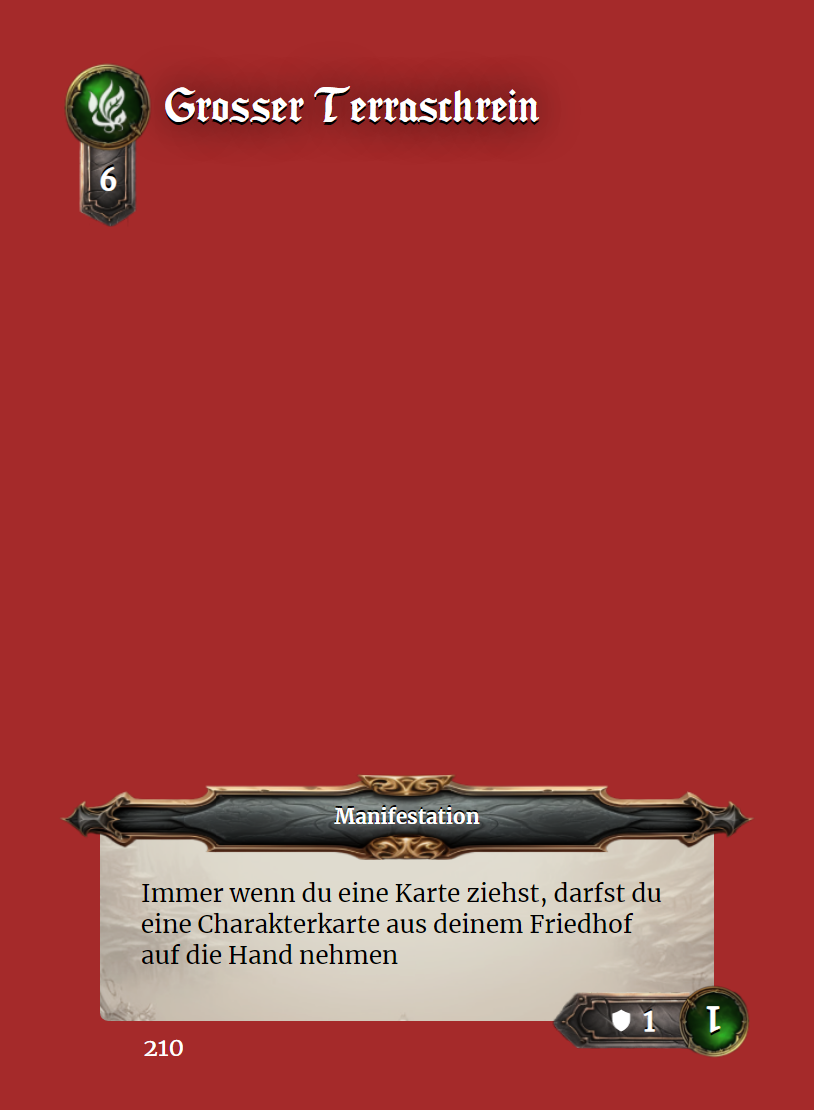 Grosser Terraschrein
6
Manifestation
Immer wenn du eine Karte ziehst, darfst du
eine Charakterkarte aus deinem Friedhof
auf die Hand nehmen
1
1
210